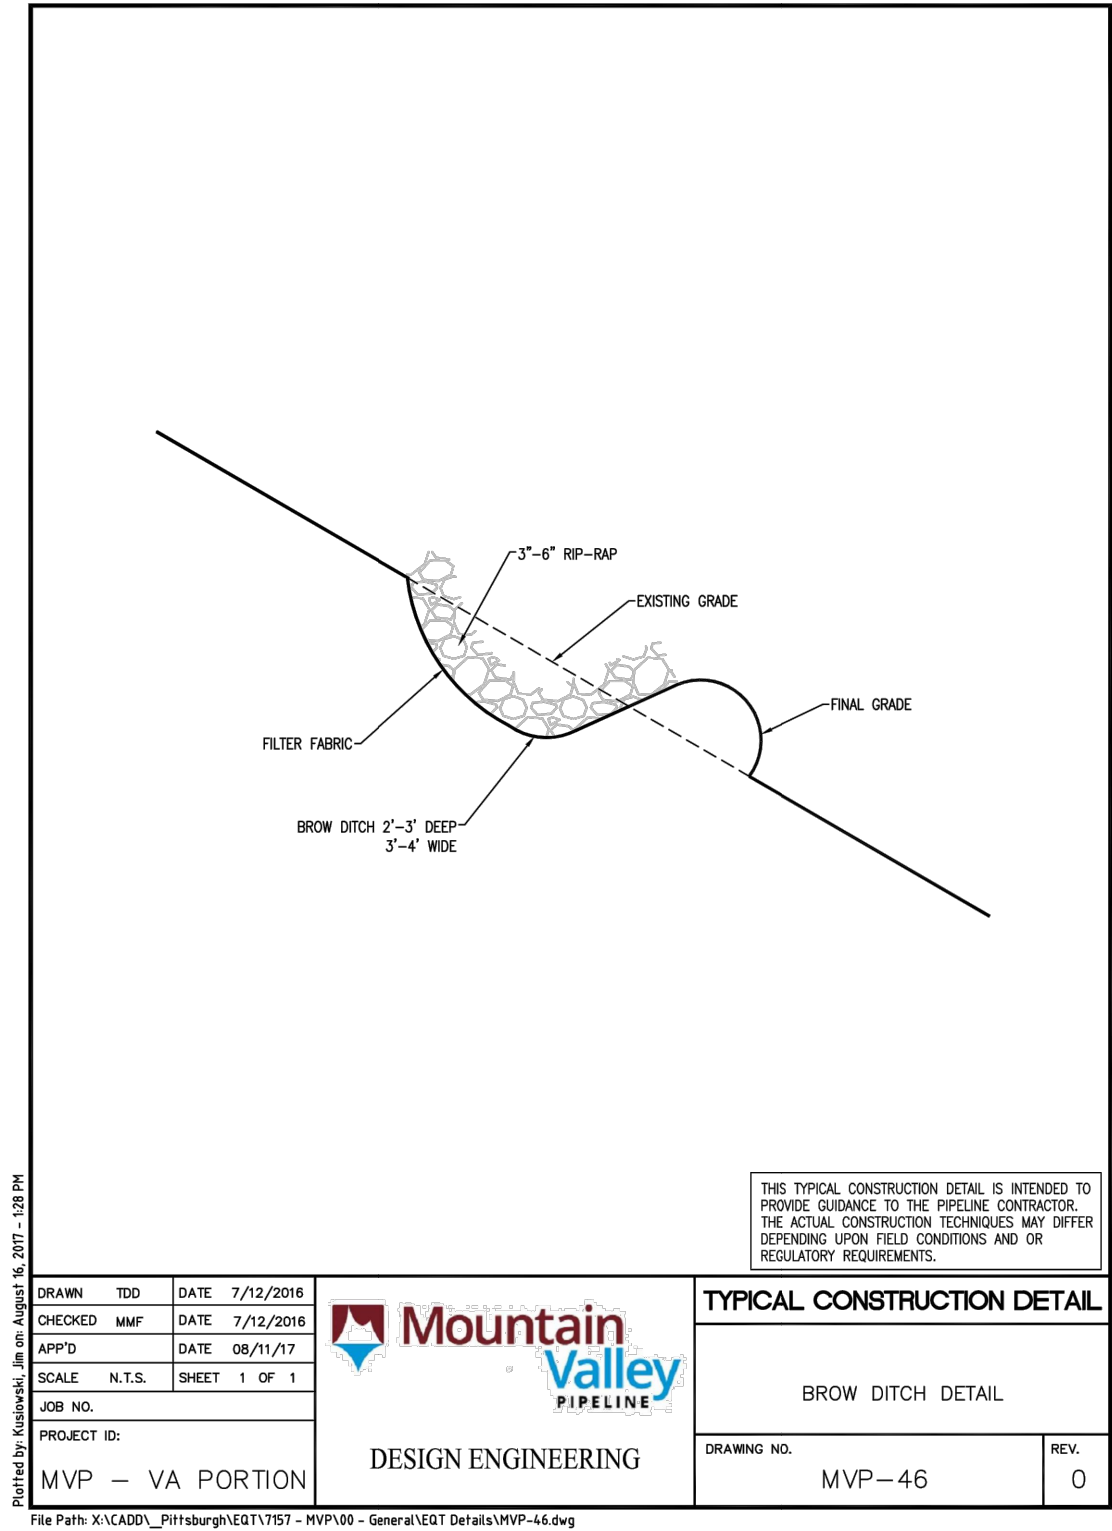 3"-6" RIP-RAP
EXISTING GRADE
FINAL GRADE
FILTER FABRIC
BROW DITCH 2'-3' DEEP
3'-4' WIDE
THIS TYPICAL CONSTRUCTION DETAIL IS INTENDED TO
PROVIDE GUIDANCE TO THE PIPELINE CONTRACTOR.
THE ACTUAL CONSTRUCTION TECHNIQUES MAY DIFFER
DEPENDING UPON FIELD CONDITIONS AND OR
REGULATORY REQUIREMENTS.
DRAWN TDD DATE 7/12/2016
CHECKED MMF DATE 7/12/2016
APP'D DATE 08/11/17
SCALE N.T.S. SHEET 1 OF 1
JOB NO.
PROJECT ID:
MVP - VA PORTION
Mountain
Valley
PIPELINE
DESIGN ENGINEERING
TYPICAL CONSTRUCTION DETAIL
BROW DITCH DETAIL
DRAWING NO.
MVP-46
REV.
0
Plotted by: Kusiowski, Jim on: August 16, 2017 - 1:28 PM
File Path: X:\CADD\__Pittsburgh\EQT\7157 - MVP\00 - General\EQT Details\MVP-46.dwg